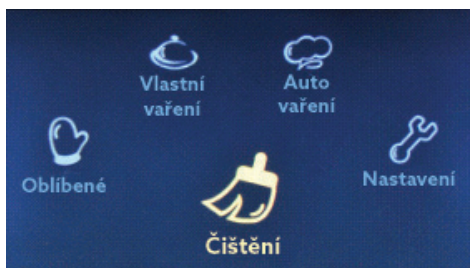 Vlastní
vaření
Auto
vaření
Oblíbené
Nastavení
Čištění